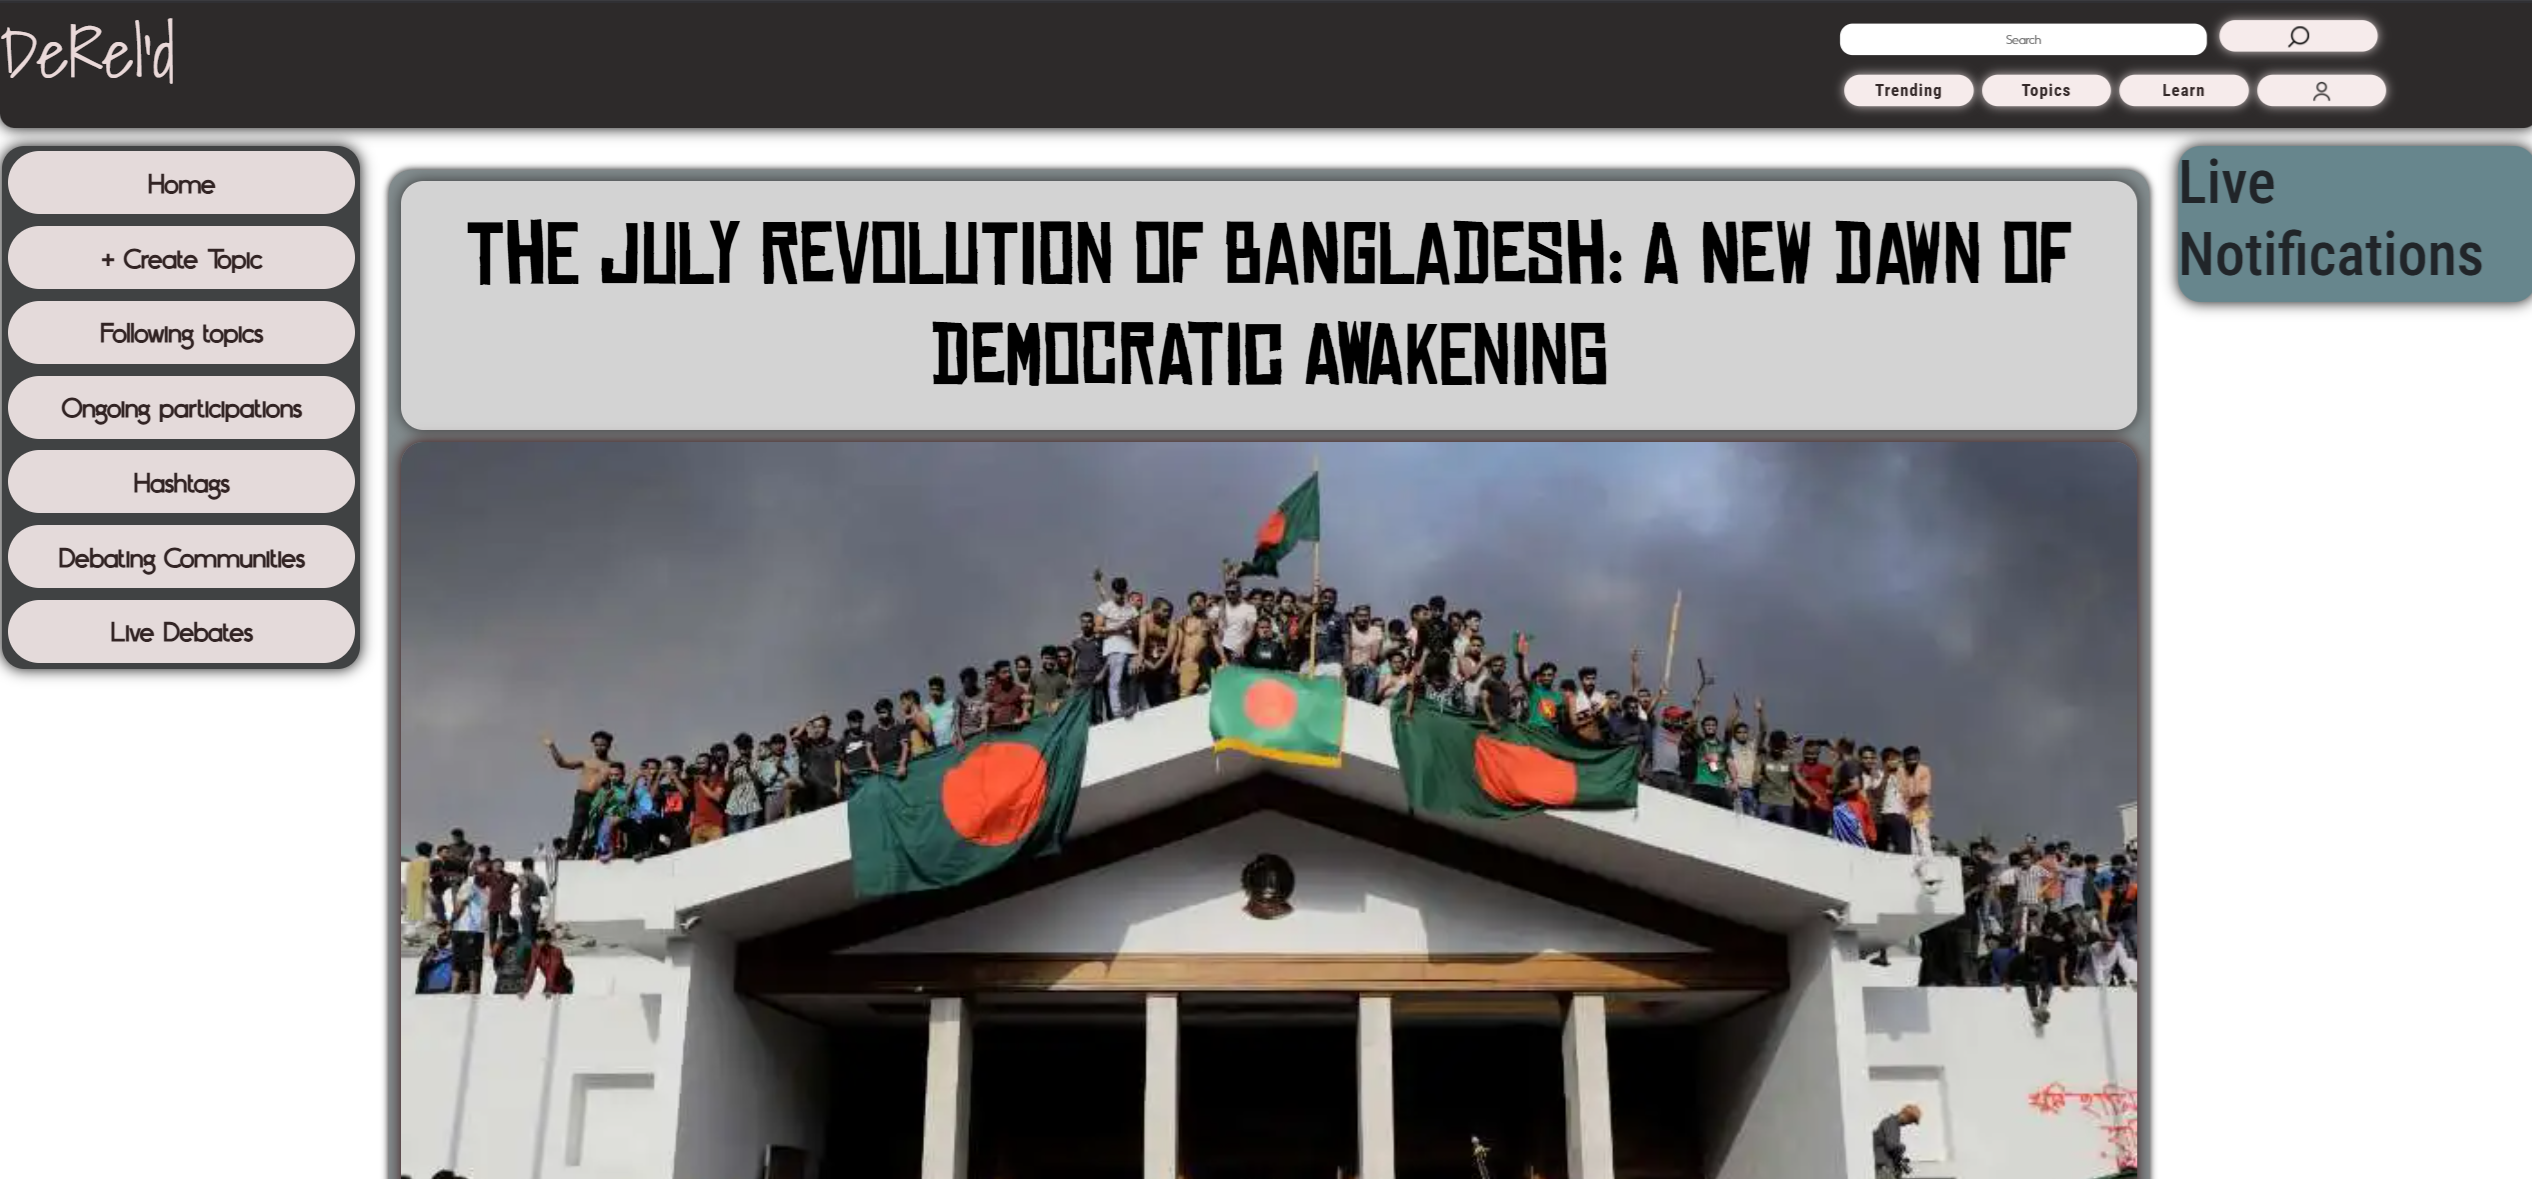 DeRel'd
Search
Trending
Topics
Learn
Home
+ Create Topic
Following topics
Ongoing participations
Hashtags
Debating Communities
Live Debates
THE JULY REVOLUTION OF BANGLADESH: A NEW DAWN OF
DEMOCRATIC AWAKENING
Live
Notifications